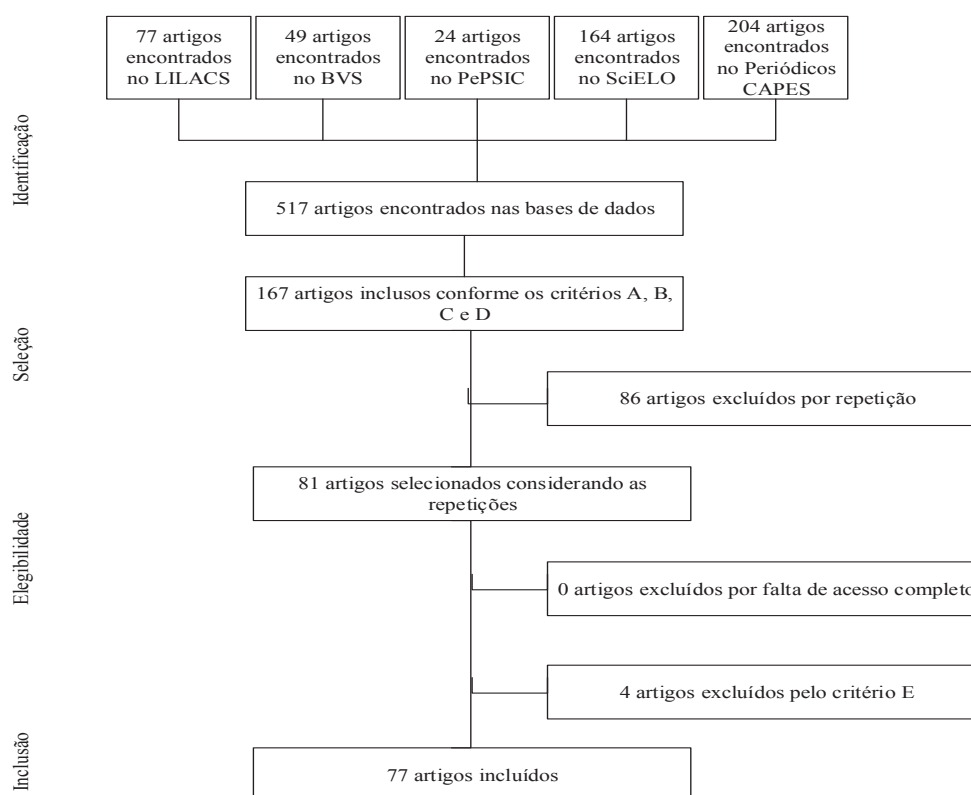 77 artigos
encontrados
no LILACS
49 artigos
encontrados
no BVS
24 artigos
encontrados
no PePSIC
164 artigos
encontrados
no SciELO
204 artigos
encontrados
no Periódicos
CAPES
Identificação
517 artigos encontrados nas bases de dados
167 artigos inclusos conforme os critérios A, B,
C e D
Seleção
86 artigos excluídos por repetição
81 artigos selecionados considerando as
repetições
Elegibilidade
0 artigos excluídos por falta de acesso completo
4 artigos excluídos pelo critério E
Inclusão
77 artigos incluídos